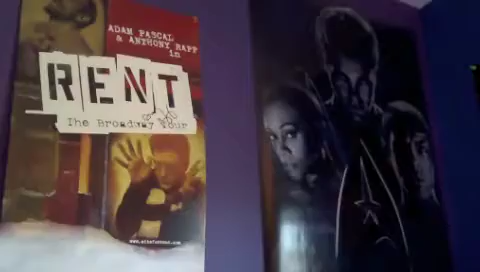 ADAM PASCAL
& ANTHONY RAPP
in
RENT
The Broadway Tour